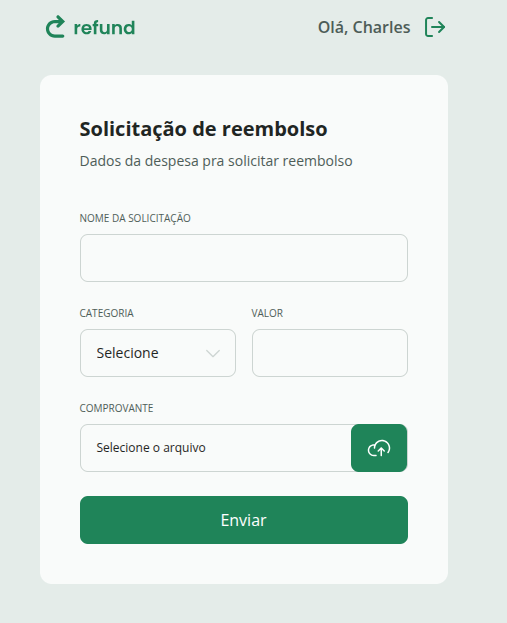 refund
Olá, Charles
Solicitação de reembolso
Dados da despesa pra solicitar reembolso
NOME DA SOLICITAÇÃO
CATEGORIA
VALOR
Selecione
COMPROVANTE
Selecione o arquivo
Enviar